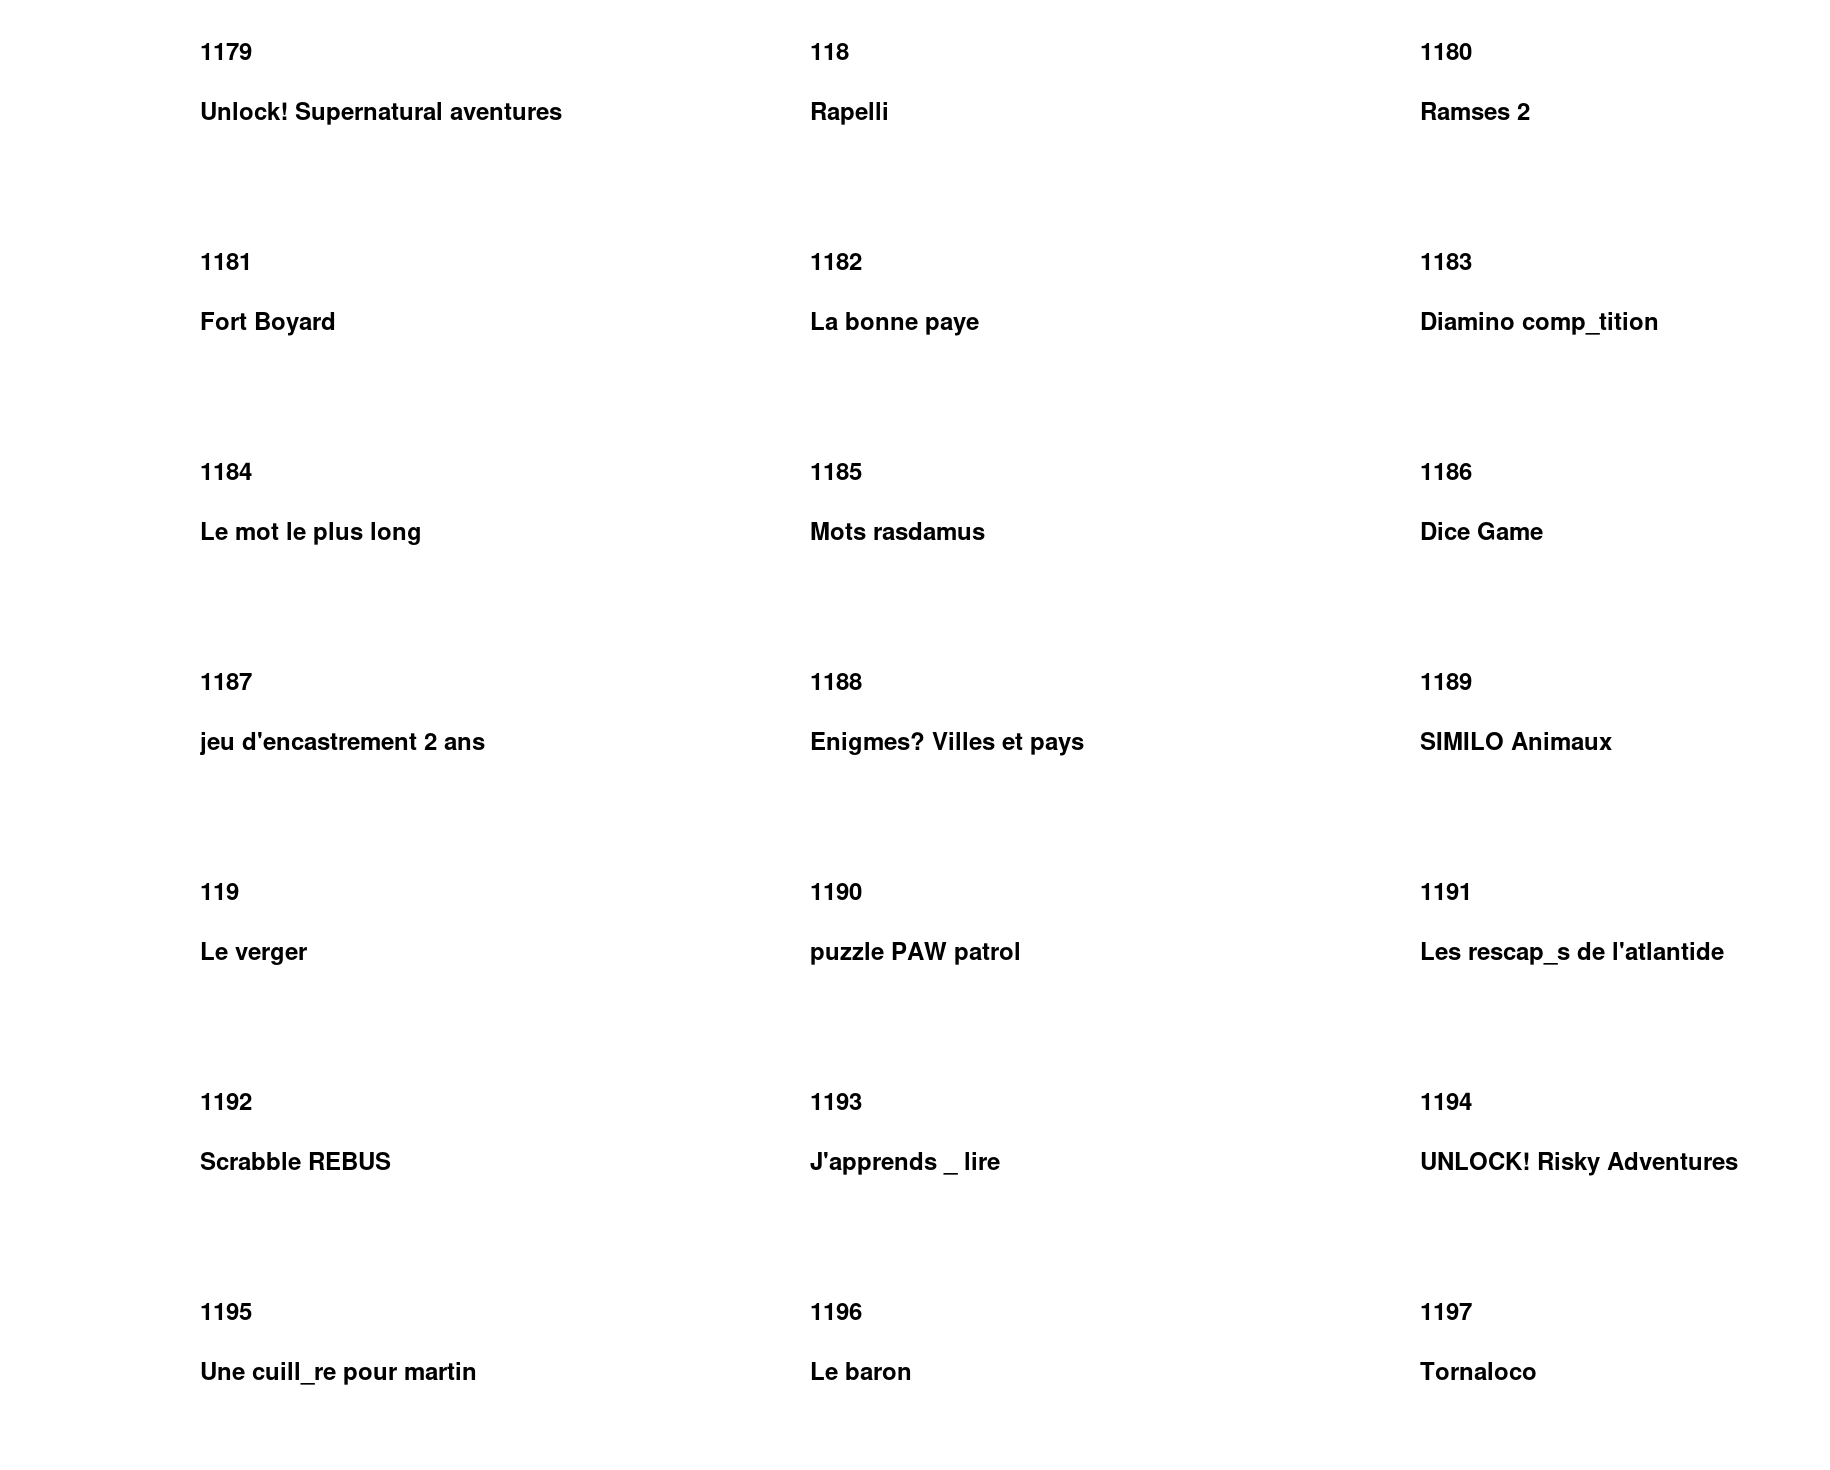 1179
Unlock! Supernatural aventures
118
Rapelli
1180
Ramses 2
1181
Fort Boyard
1182
La bonne paye
1183
Diamino comp_tition
1184
Le mot le plus long
1185
Mots rasdamus
1186
Dice Game
1187
jeu d'encastrement 2 ans
1188
Enigmes? Villes et pays
1189
SIMILO Animaux
119
Le verger
1190
puzzle PAW patrol
1191
Les rescap_s de l'atlantide
1192
Scrabble REBUS
1193
J'apprends _ lire
1194
UNLOCK! Risky Adventures
1195
Une cuill_re pour martin
1196
Le baron
1197
Tornaloco